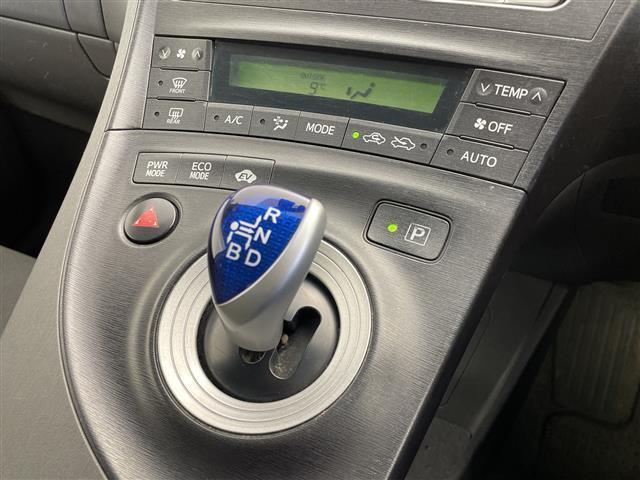 OUTSIDE
9°C
TEMP
FRONT
OFF
REAR
A/C
MODE
AUTO
PWR
MODE
ECO
MODE
EV
P
R
N
B D